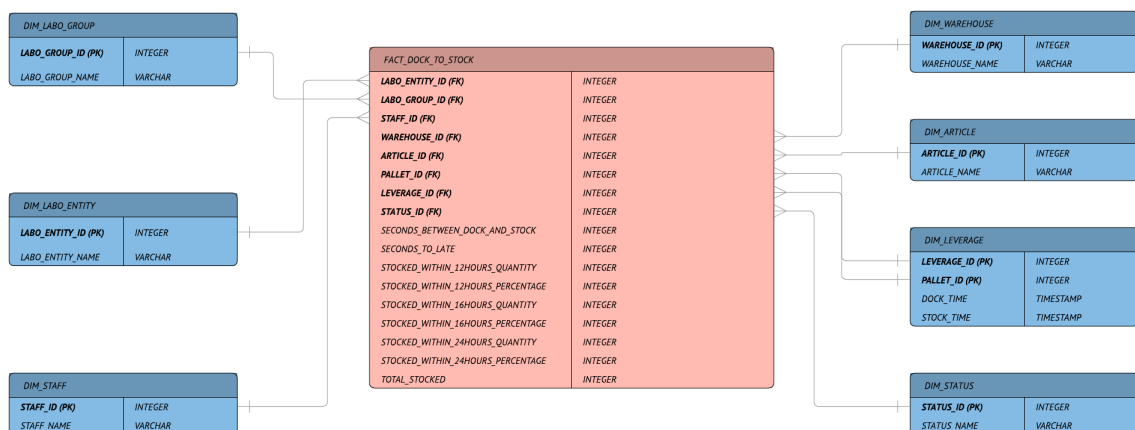 DIM_LABO_GROUP
LABO_GROUP_ID (PK) INTEGER
LABO_GROUP_NAME VARCHAR
DIM_LABO_ENTITY
LABO_ENTITY_ID (PK) INTEGER
LABO_ENTITY_NAME VARCHAR
DIM_STAFF
STAFF_ID (PK) INTEGER
STAFF_NAME VARCHAR
FACT_DOCK_TO_STOCK
LABO_ENTITY_ID (FK) INTEGER
LABO_GROUP_ID (FK) INTEGER
STAFF_ID (FK) INTEGER
WAREHOUSE_ID (FK) INTEGER
ARTICLE_ID (FK) INTEGER
PALLET_ID (FK) INTEGER
LEVERAGE_ID (FK) INTEGER
STATUS_ID (FK) INTEGER
SECONDS_BETWEEN_DOCK_AND_STOCK INTEGER
SECONDS_TO_LATE INTEGER
STOCKED_WITHIN_12HOURS_QUANTITY INTEGER
STOCKED_WITHIN_12HOURS_PERCENTAGE INTEGER
STOCKED_WITHIN_16HOURS_QUANTITY INTEGER
STOCKED_WITHIN_16HOURS_PERCENTAGE INTEGER
STOCKED_WITHIN_24HOURS_QUANTITY INTEGER
STOCKED_WITHIN_24HOURS_PERCENTAGE INTEGER
TOTAL_STOCKED INTEGER
DIM_WAREHOUSE
WAREHOUSE_ID (PK) INTEGER
WAREHOUSE_NAME VARCHAR
DIM_ARTICLE
ARTICLE_ID (PK) INTEGER
ARTICLE_NAME VARCHAR
DIM_LEVERAGE
LEVERAGE_ID (PK) INTEGER
PALLET_ID (PK) INTEGER
DOCK_TIME TIMESTAMP
STOCK_TIME TIMESTAMP
DIM_STATUS
STATUS_ID (PK) INTEGER
STATUS_NAME VARCHAR